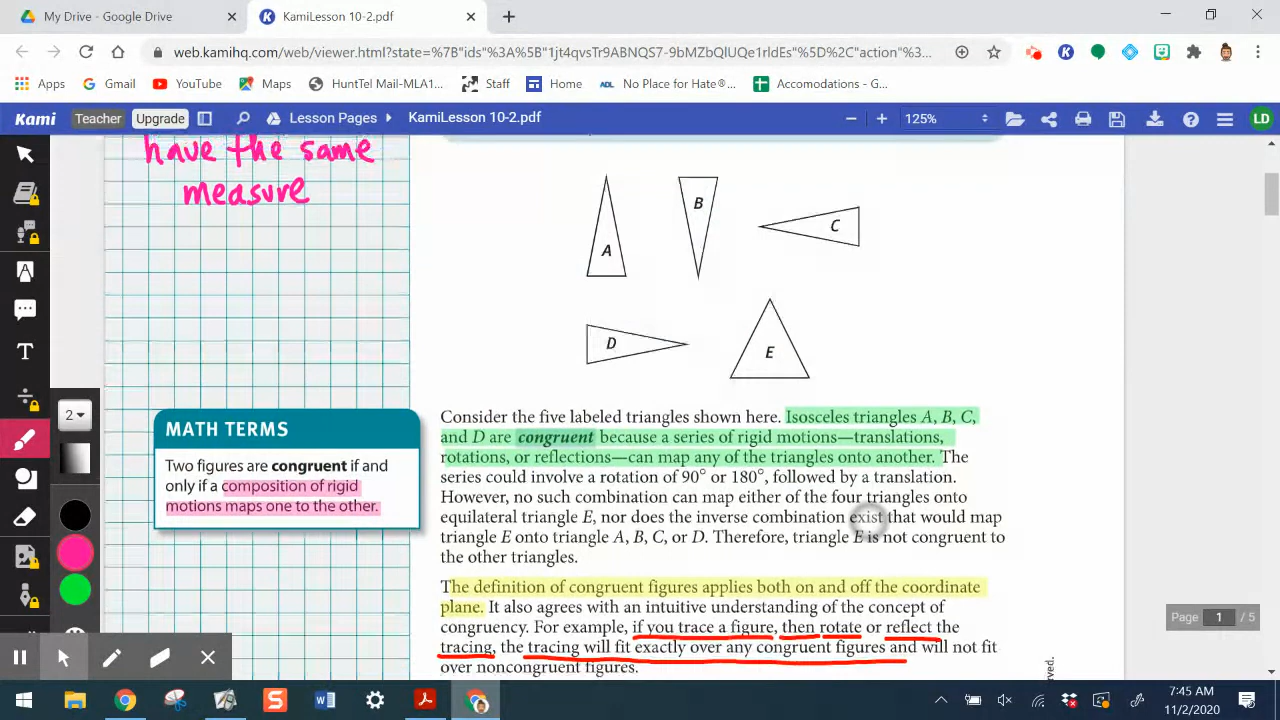 My Drive - Google Drive
KamiLesson 10-2.pdf
web.kamihq.com/web/viewer.html?state=%7B"ids"%3A%5B"1jt4qvsTr9ABNQS7-9bMZbQlUQe1rldEs"%5D%2C"action"%3...
Apps
Gmail
YouTube
Maps
HuntTel Mail-MLA1...
Staff
Home
ADL
No Place for Hate®...
Accomodations - G...
Kami
Teacher
Upgrade
Lesson Pages
KamiLesson 10-2.pdf
125%
LD
have the same
measure
A
B
C
D
E
MATH TERMS
Two figures are congruent if and
only if a composition of rigid
motions maps one to the other.
Consider the five labeled triangles shown here. Isosceles triangles A, B, C,
and D are congruent because a series of rigid motions—translations,
rotations, or reflections—can map any of the triangles onto another. The
series could involve a rotation of 90° or 180°, followed by a translation.
However, no such combination can map either of the four triangles onto
equilateral triangle E, nor does the inverse combination exist that would map
triangle E onto triangle A, B, C, or D. Therefore, triangle E is not congruent to
the other triangles.
The definition of congruent figures applies both on and off the coordinate
plane. It also agrees with an intuitive understanding of the concept of
congruency. For example, if you trace a figure, then rotate or reflect the
tracing, the tracing will fit exactly over any congruent figures and will not fit
over noncongruent figures.
2
Page 1 / 5
erved.
7:45 AM
11/2/2020